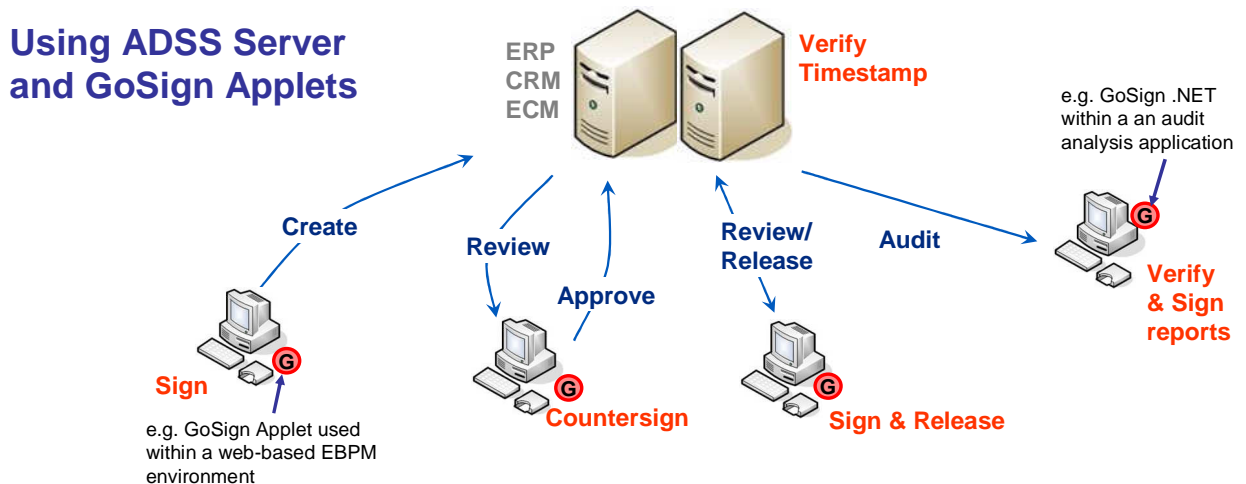 Using ADSS Server
and GoSign Applets
ERP
CRM
ECM
Verify
Timestamp
e.g. GoSign .NET
within a an audit
analysis application
G
Create
Review
Approve
Review/
Release
Audit
Verify
& Sign
reports
G
Sign
G
Countersign
G
Sign & Release
e.g. GoSign Applet used
within a web-based EBPM
environment